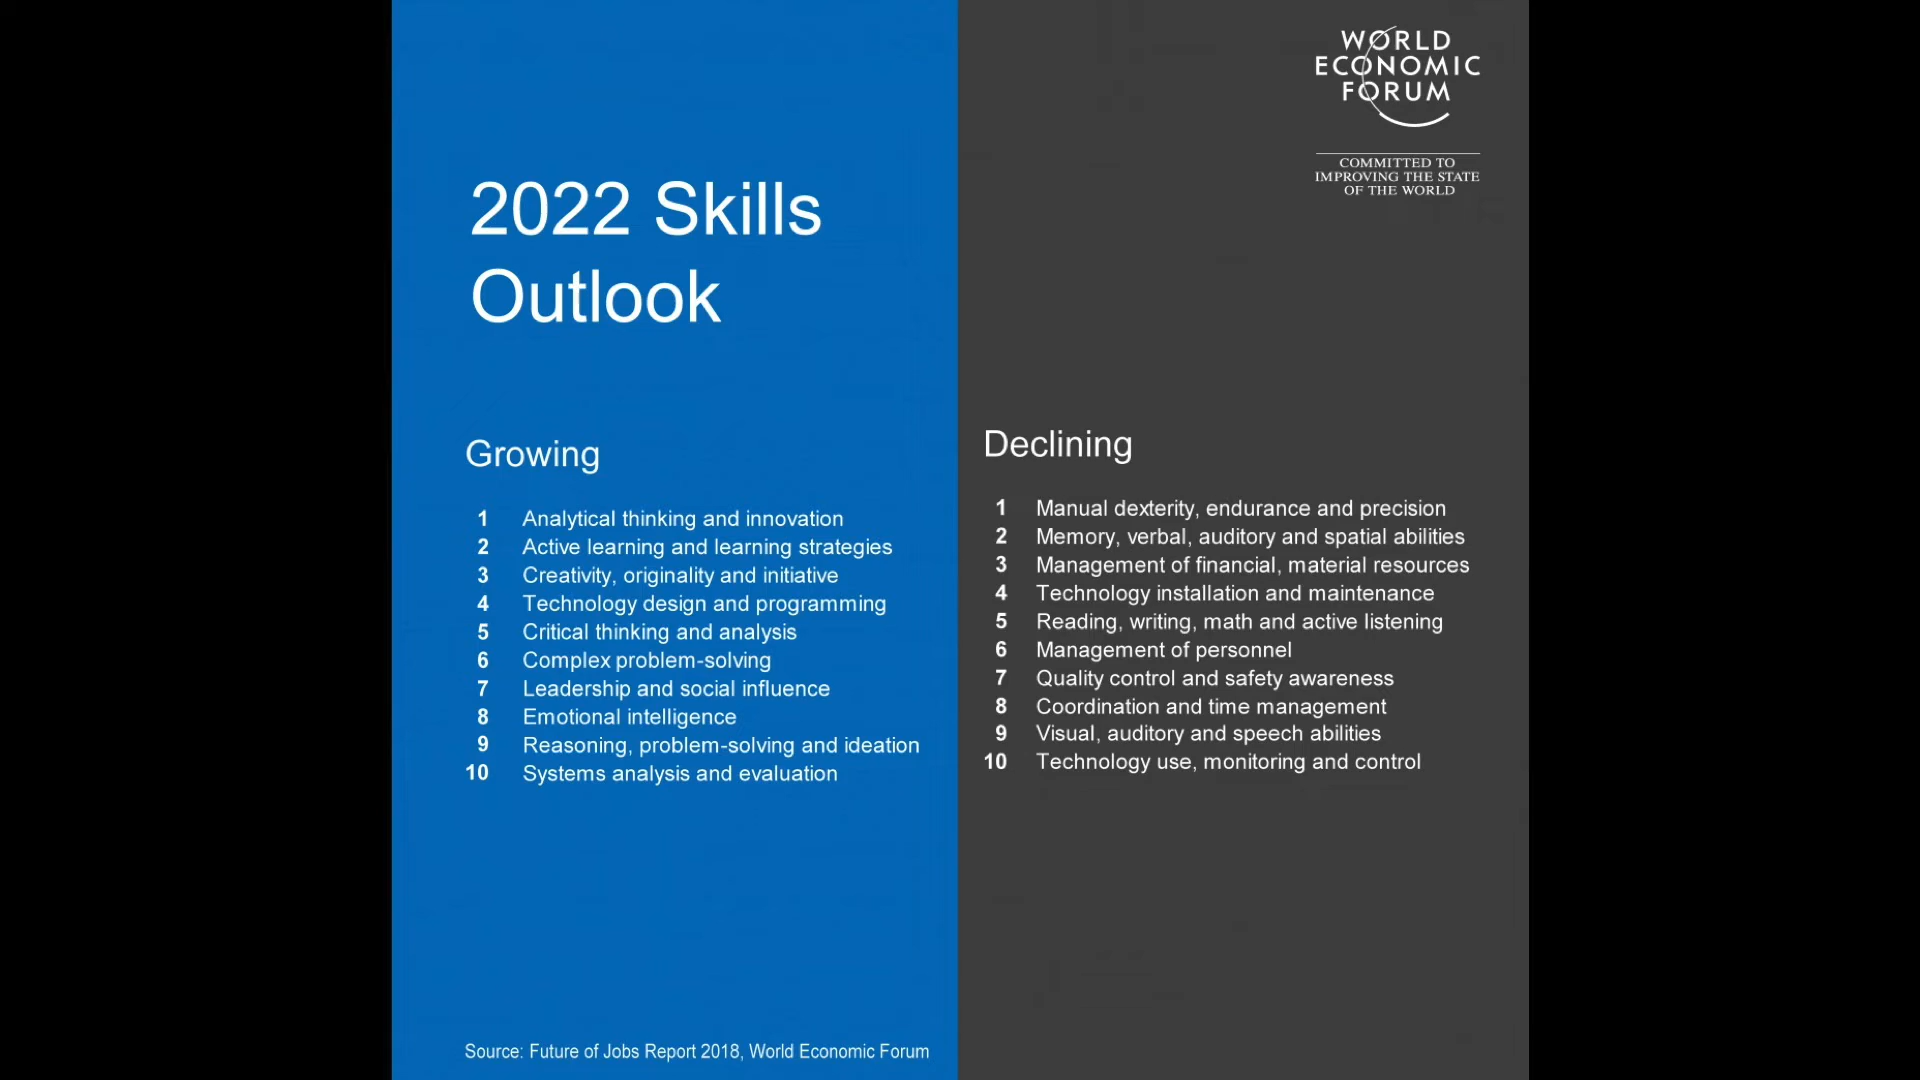 WORLD
ECONOMIC
FORUM
COMMITTED TO
IMPROVING THE STATE
OF THE WORLD
2022 Skills
Outlook
Growing
1 Analytical thinking and innovation
2 Active learning and learning strategies
3 Creativity, originality and initiative
4 Technology design and programming
5 Critical thinking and analysis
6 Complex problem-solving
7 Leadership and social influence
8 Emotional intelligence
9 Reasoning, problem-solving and ideation
10 Systems analysis and evaluation
Declining
1 Manual dexterity, endurance and precision
2 Memory, verbal, auditory and spatial abilities
3 Management of financial, material resources
4 Technology installation and maintenance
5 Reading, writing, math and active listening
6 Management of personnel
7 Quality control and safety awareness
8 Coordination and time management
9 Visual, auditory and speech abilities
10 Technology use, monitoring and control
Source: Future of Jobs Report 2018, World Economic Forum